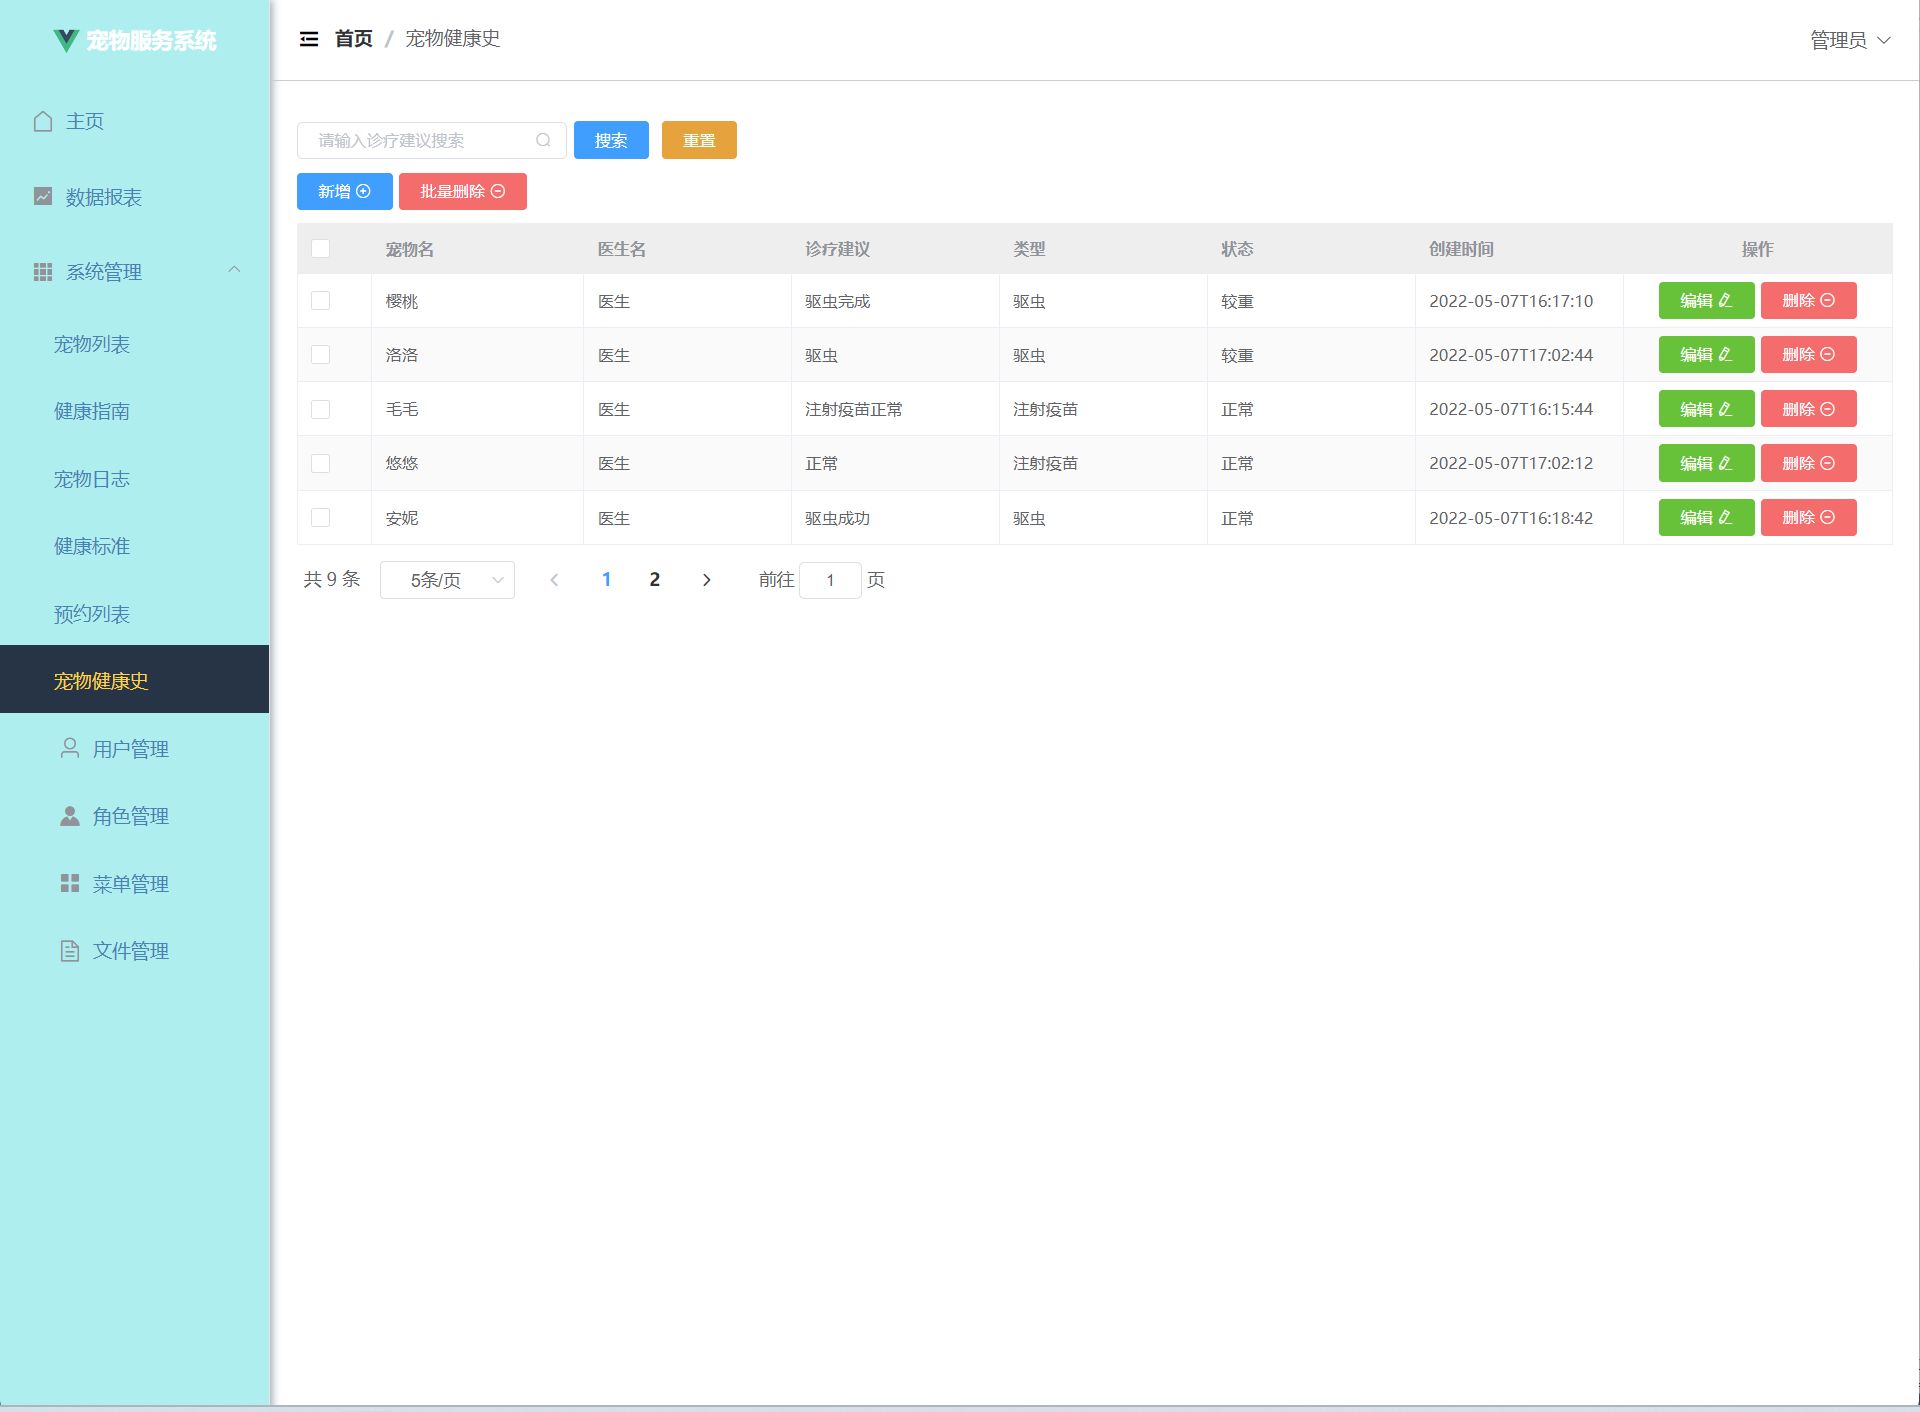 宠物服务系统
主页
数据报表
系统管理
宠物列表
健康指南
宠物日志
健康标准
预约列表
宠物健康史
用户管理
角色管理
菜单管理
文件管理
首页 / 宠物健康史
管理员
请输入诊疗建议搜索 搜索 重置
新增 批量删除
宠物名 医生名 诊疗建议 类型 状态 创建时间 操作
樱桃 医生 驱虫完成 驱虫 较重 2022-05-07T16:17:10 编辑 删除
洛洛 医生 驱虫 驱虫 较重 2022-05-07T17:02:44 编辑 删除
毛毛 医生 注射疫苗正常 注射疫苗 正常 2022-05-07T16:15:44 编辑 删除
悠悠 医生 正常 注射疫苗 正常 2022-05-07T17:02:12 编辑 删除
安妮 医生 驱虫成功 驱虫 正常 2022-05-07T16:18:42 编辑 删除
共 9 条 5条/页 1 2 前往 1 页